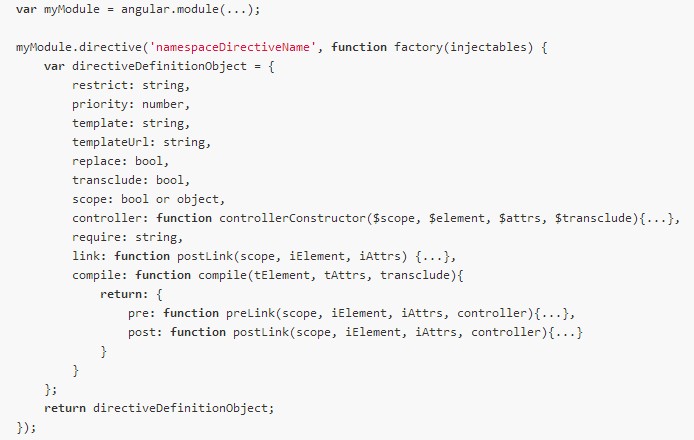 var myModule = angular.module(...);

myModule.directive('namespaceDirectiveName', function factory(injectables) {
    var directiveDefinitionObject = {
        restrict: string,
        priority: number,
        template: string,
        templateUrl: string,
        replace: bool,
        transclude: bool,
        scope: bool or object,
        controller: function controllerConstructor($scope, $element, $attrs, $transclude){...},
        require: string,
        link: function postLink(scope, iElement, iAttrs) {...},
        compile: function compile(tElement, tAttrs, transclude){
            return: {
                pre: function preLink(scope, iElement, iAttrs, controller){...},
                post: function postLink(scope, iElement, iAttrs, controller){...}
            }
        }
    };
    return directiveDefinitionObject;
});